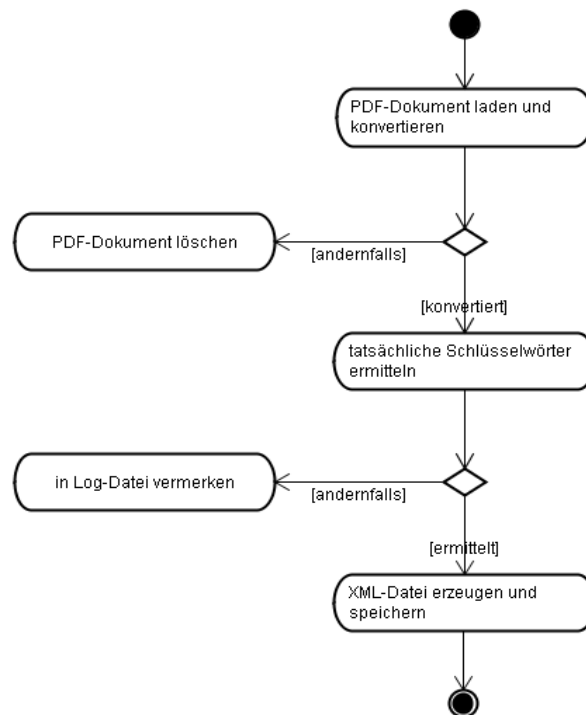 PDF-Dokument laden und
konvertieren
PDF-Dokument löschen
[andernfalls]
[konvertiert]
tatsächliche Schlüsselwörter
ermitteln
in Log-Datei vermerken
[andernfalls]
[ermittelt]
XML-Datei erzeugen und
speichern